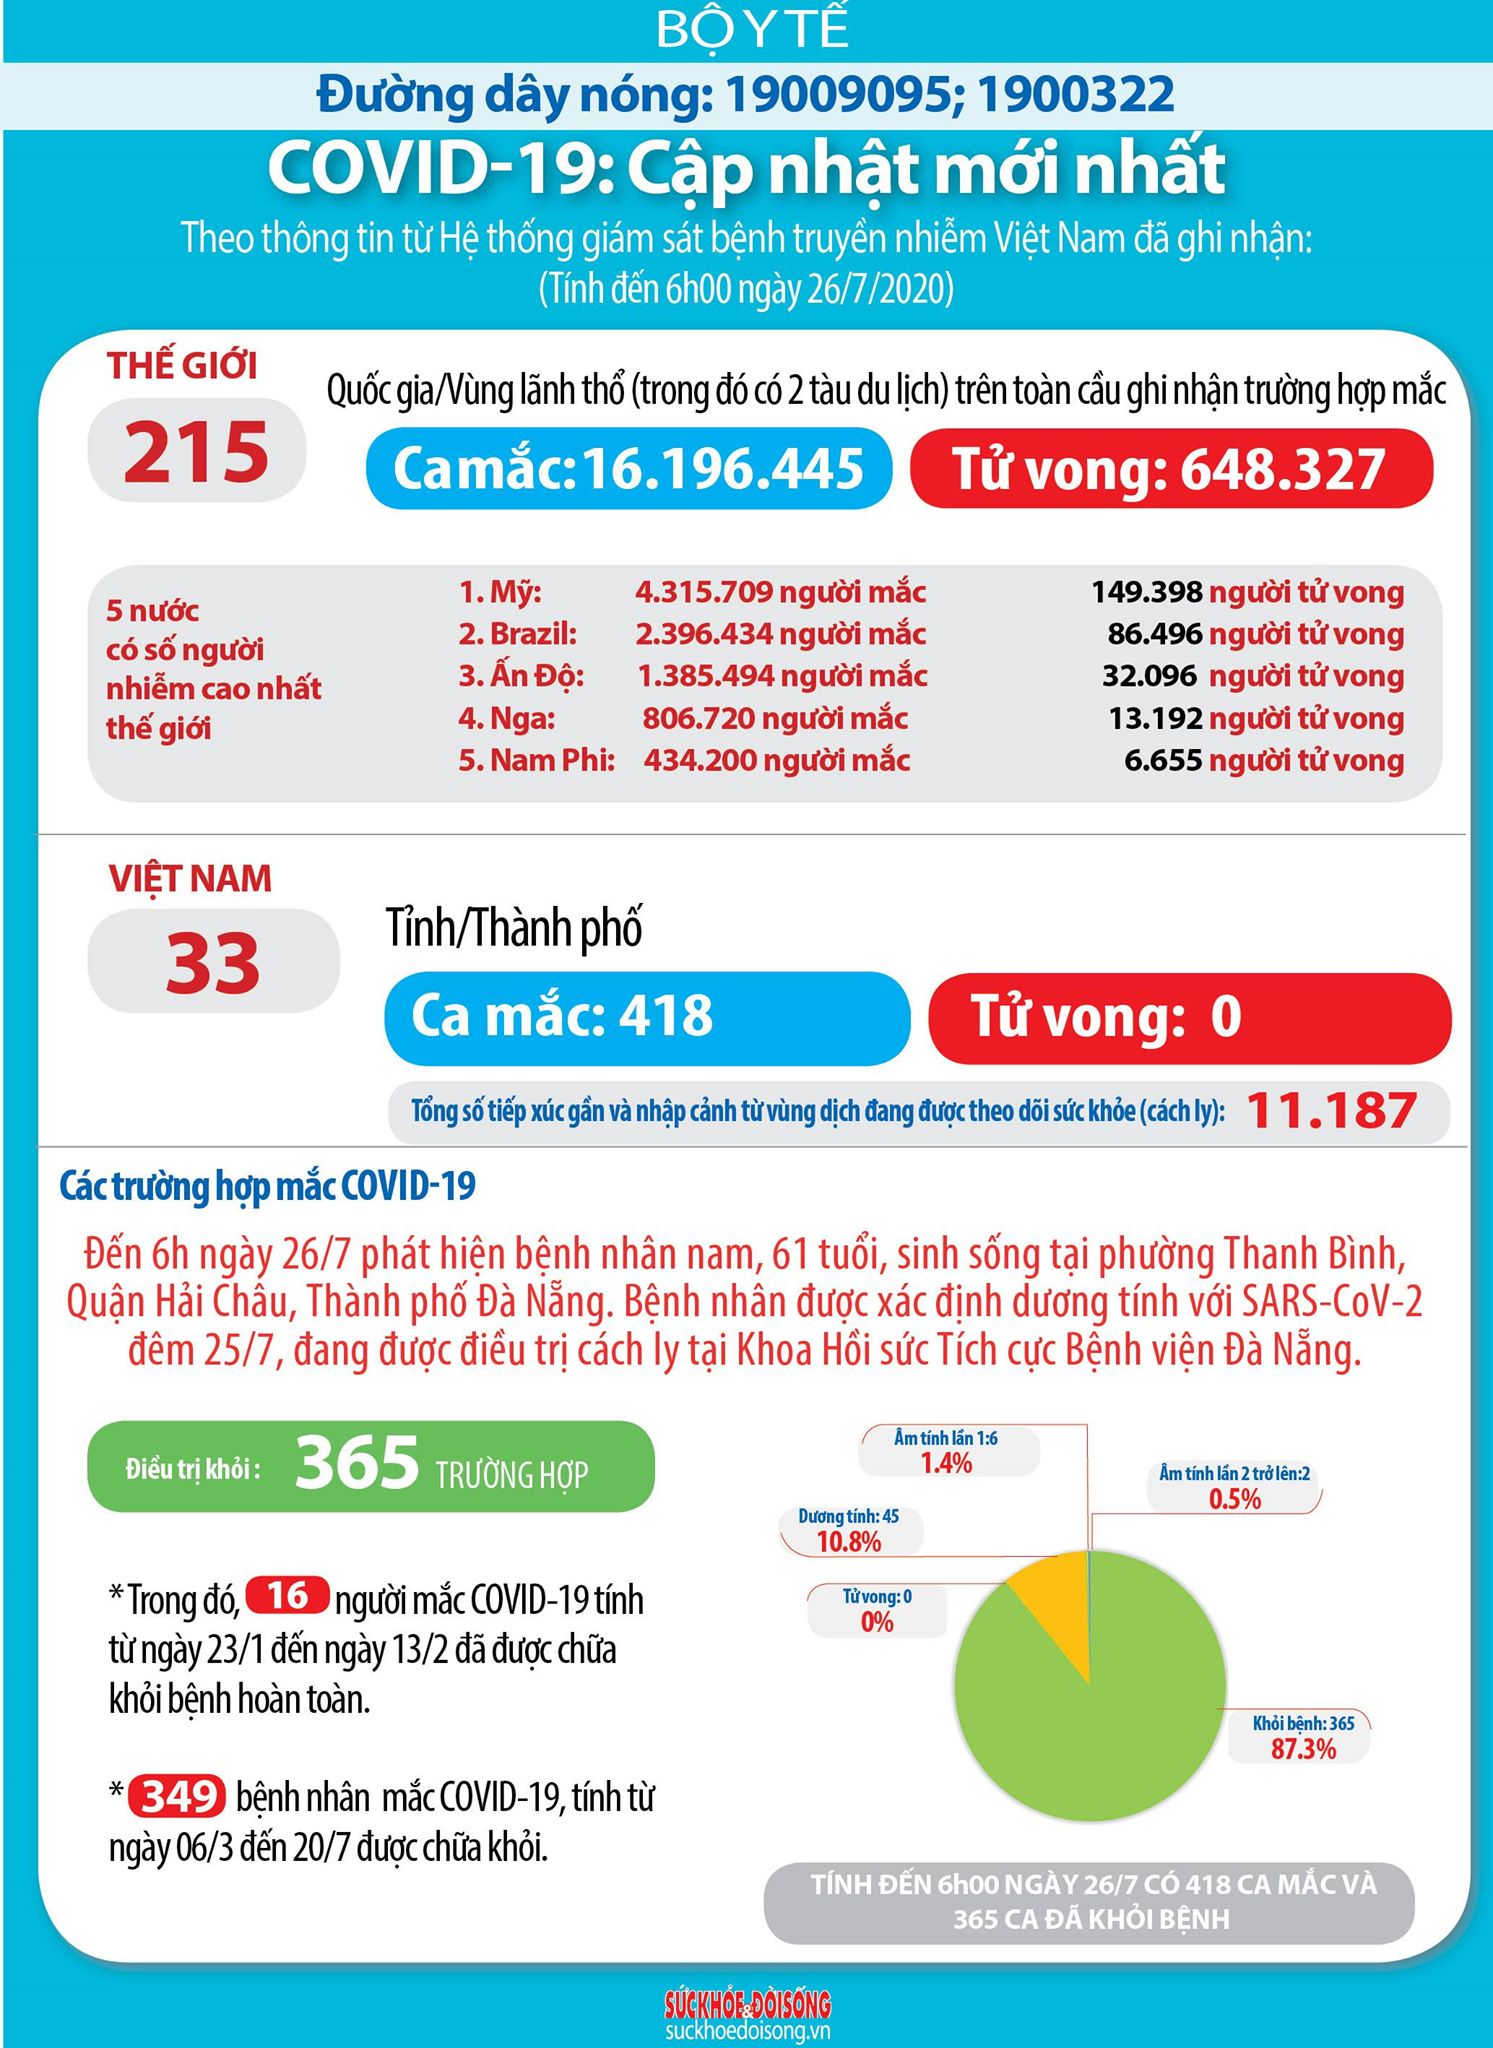 BỘ Y TẾ
Đường dây nóng: 19009095; 1900322
COVID-19: Cập nhật mới nhất
Theo thông tin từ Hệ thống giám sát bệnh truyền nhiễm Việt Nam đã ghi nhận:
(Tính đến 6h00 ngày 26/7/2020)
THẾ GIỚI
215
Quốc gia/Vùng lãnh thổ (trong đó có 2 tàu du lịch) trên toàn cầu ghi nhận trường hợp mắc
Ca mắc: 16.196.445
Tử vong: 648.327
5 nước
có số người
nhiễm cao nhất
thế giới
1. Mỹ: 4.315.709 người mắc 149.398 người tử vong
2. Brazil: 2.396.434 người mắc 86.496 người tử vong
3. Ấn Độ: 1.385.494 người mắc 32.096 người tử vong
4. Nga: 806.720 người mắc 13.192 người tử vong
5. Nam Phi: 434.200 người mắc 6.655 người tử vong
VIỆT NAM
33
Tỉnh/Thành phố
Ca mắc: 418
Tử vong: 0
Tổng số tiếp xúc gần và nhập cảnh từ vùng dịch đang được theo dõi sức khỏe (cách ly): 11.187
Các trường hợp mắc COVID-19
Đến 6h ngày 26/7 phát hiện bệnh nhân nam, 61 tuổi, sinh sống tại phường Thanh Bình,
Quận Hải Châu, Thành phố Đà Nẵng. Bệnh nhân được xác định dương tính với SARS-CoV-2
đêm 25/7, đang được điều trị cách ly tại Khoa Hồi sức Tích cực Bệnh viện Đà Nẵng.
Điều trị khỏi : 365 TRƯỜNG HỢP
* Trong đó, 16 người mắc COVID-19 tính
từ ngày 23/1 đến ngày 13/2 đã được chữa
khỏi bệnh hoàn toàn.
* 349 bệnh nhân mắc COVID-19, tính từ
ngày 06/3 đến 20/7 được chữa khỏi.
Âm tính lần 1:6
1.4%
Âm tính lần 2 trở lên:2
0.5%
Dương tính: 45
10.8%
Tử vong: 0
0%
Khỏi bệnh: 365
87.3%
TÍNH ĐẾN 6h00 NGÀY 26/7 CÓ 418 CA MẮC VÀ
365 CA ĐÃ KHỎI BỆNH
SỨC KHỎE & ĐỜI SỐNG
suckhoedoisong.vn